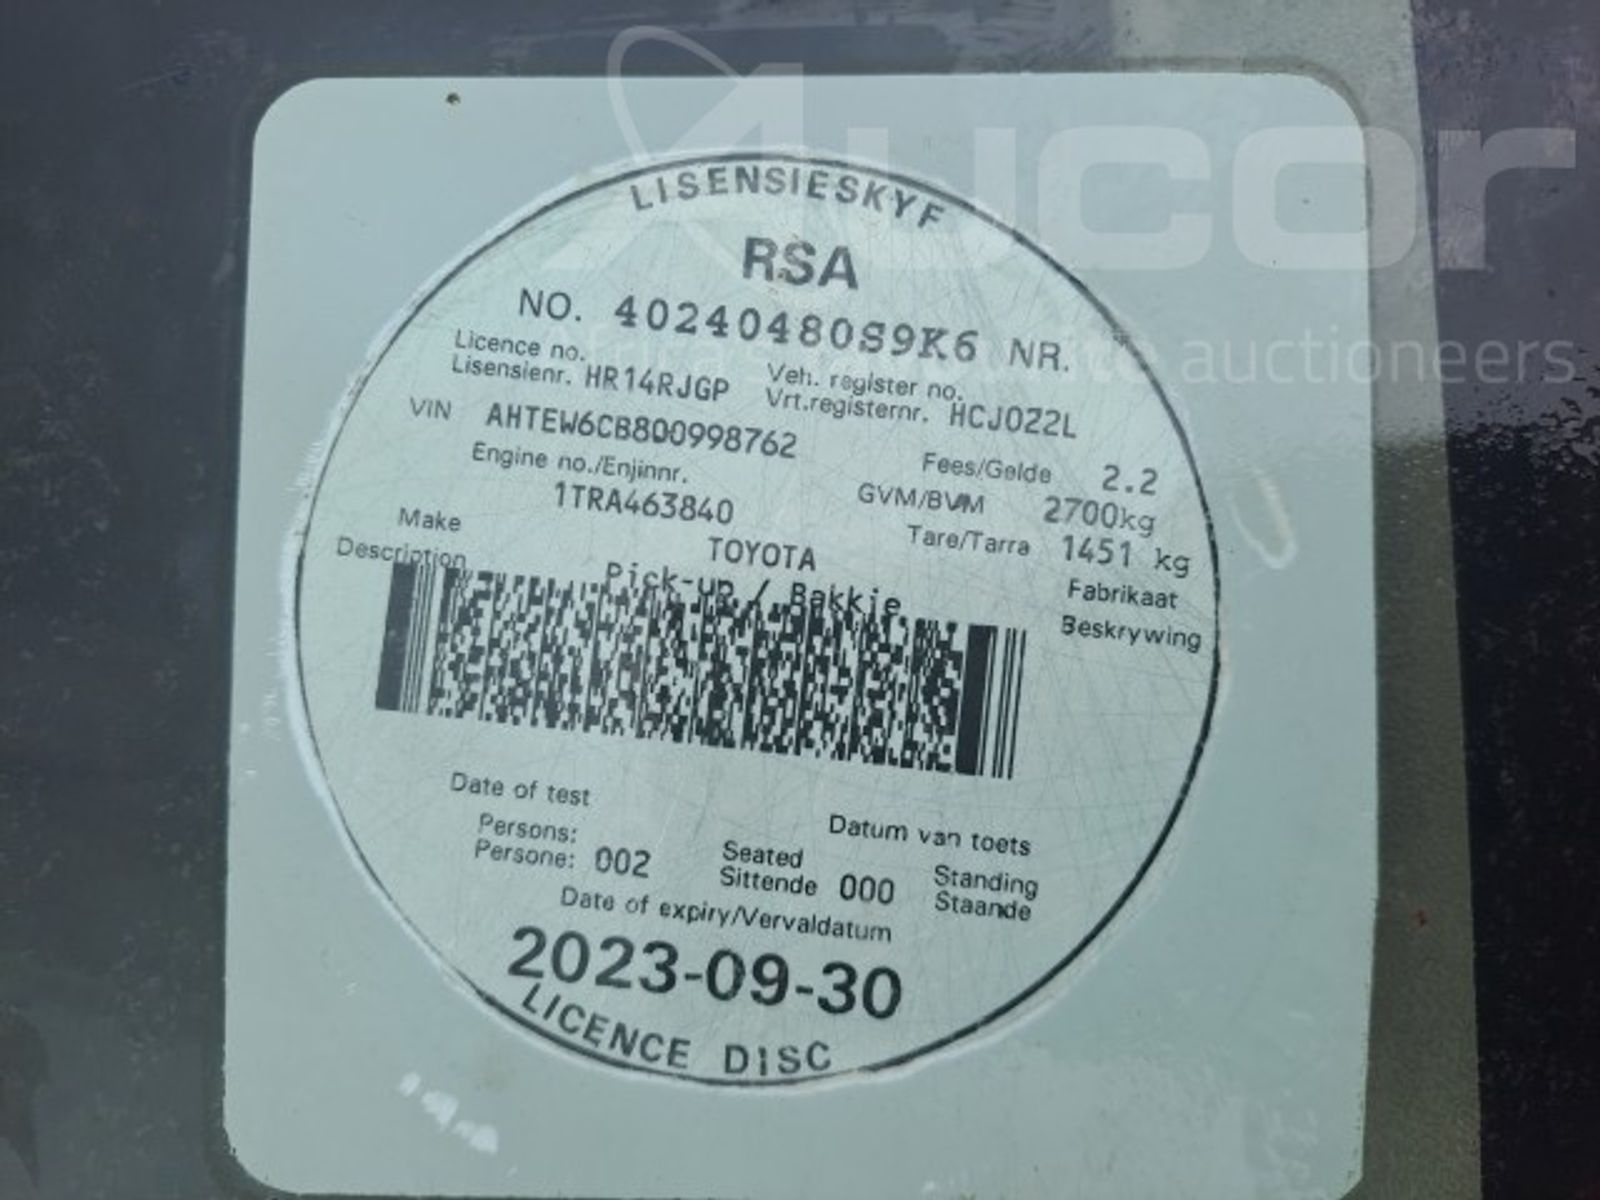 Aucor
Africa's auctioneers
LISENSIESKYF
RSA
NO. 40240480S9K6 NR.
Licence no. Veh. register no.
Lisensienr. HR14RJGP Vrt.registernr. HCJ022L
VIN AHTEW6CB800998762 Fees/Gelde 2.2
Engine no./Enjinnr. GVM/BVM 2700kg
1TRA463840 Tare/Tarra 1451 kg
Make TOYOTA Fabrikaat
Description Pick-up / Bakkie Beskrywing
Date of test Datum van toets
Persons: Seated Standing
Persone: 002 Sittende 000 Staande
Date of expiry/Vervaldatum
2023-09-30
LICENCE DISC